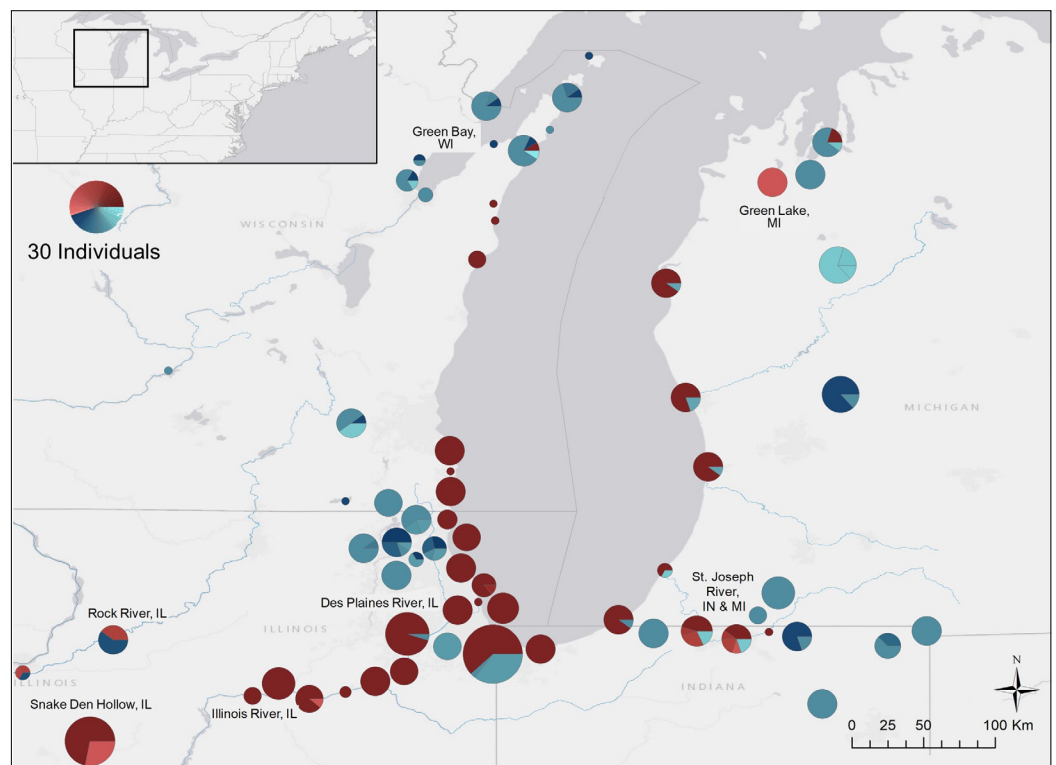 Green Bay,
WI
30 Individuals
WISCONSIN
Green Lake,
MI
MICHIGAN
St. Joseph
River,
IN & MI
Rock River, IL
Des Plaines River, IL
ILLINOIS
ILLINOIS
INDIANA
Snake Den Hollow, IL
Illinois River, IL
N
0 25 50 100 Km